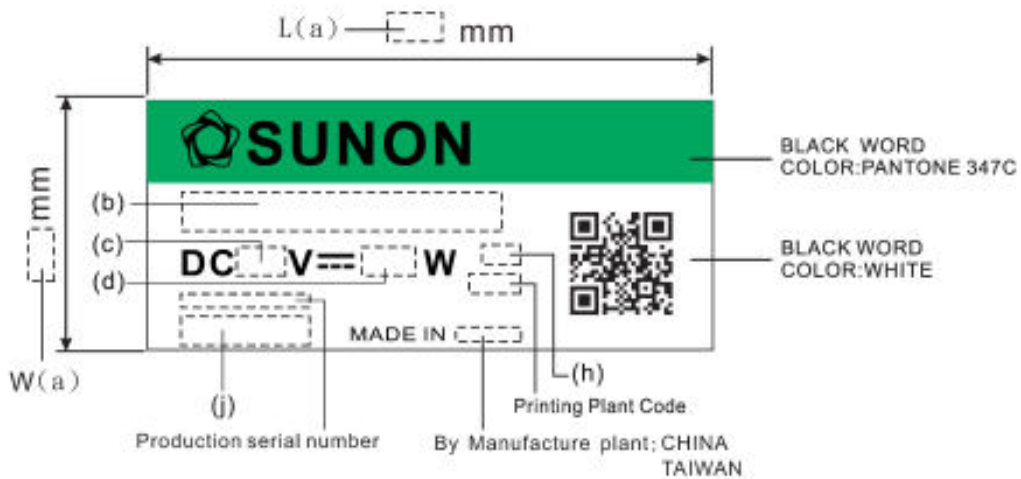 L(a) mm
SUNON
BLACK WORD
COLOR:PANTONE 347C
mm
(b)
(c)
DC V W
BLACK WORD
COLOR:WHITE
(d)
MADE IN
W(a)
(h)
(j)
Printing Plant Code
Production serial number
By Manufacture plant; CHINA
TAIWAN